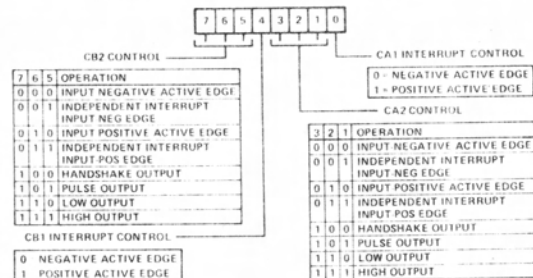 7 6 5 4 3 2 1 0
CB2 CONTROL
7 6 5 OPERATION
0 0 0 INPUT NEGATIVE ACTIVE EDGE
0 0 1 INDEPENDENT INTERRUPT
INPUT NEG EDGE
0 1 0 INPUT POSITIVE ACTIVE EDGE
0 1 1 INDEPENDENT INTERRUPT
INPUT POS EDGE
1 0 0 HANDSHAKE OUTPUT
1 0 1 PULSE OUTPUT
1 1 0 LOW OUTPUT
1 1 1 HIGH OUTPUT
CB1 INTERRUPT CONTROL
0 NEGATIVE ACTIVE EDGE
1 POSITIVE ACTIVE EDGE
CA1 INTERRUPT CONTROL
0 = NEGATIVE ACTIVE EDGE
1 = POSITIVE ACTIVE EDGE
CA2 CONTROL
3 2 1 OPERATION
0 0 0 INPUT NEGATIVE ACTIVE EDGE
0 0 1 INDEPENDENT INTERRUPT
INPUT-NEG EDGE
0 1 0 INPUT POSITIVE ACTIVE EDGE
0 1 1 INDEPENDENT INTERRUPT
INPUT POS EDGE
1 0 0 HANDSHAKE OUTPUT
1 0 1 PULSE OUTPUT
1 1 0 LOW OUTPUT
1 1 1 HIGH OUTPUT